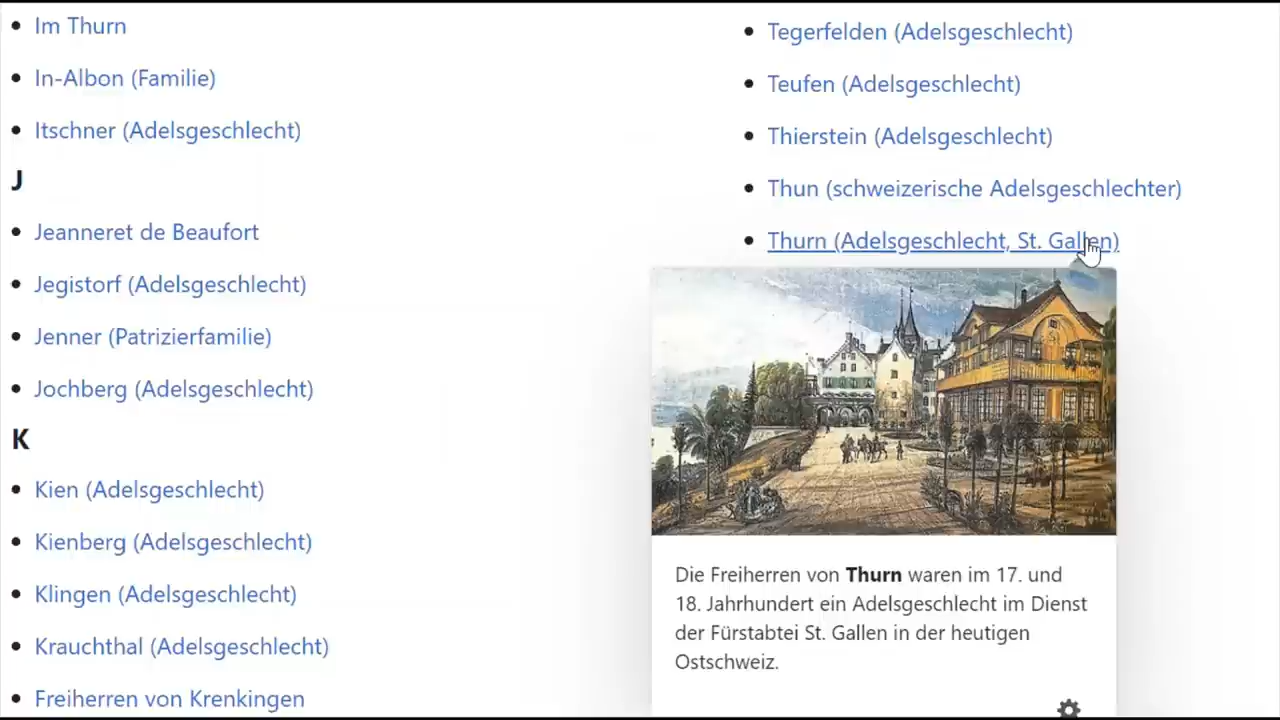 Im Thurn
In-Albon (Familie)
Itschner (Adelsgeschlecht)
J
Jeanneret de Beaufort
Jegistorf (Adelsgeschlecht)
Jenner (Patrizierfamilie)
Jochberg (Adelsgeschlecht)
K
Kien (Adelsgeschlecht)
Kienberg (Adelsgeschlecht)
Klingen (Adelsgeschlecht)
Krauchthal (Adelsgeschlecht)
Freiherren von Krenkingen
Tegerfelden (Adelsgeschlecht)
Teufen (Adelsgeschlecht)
Thierstein (Adelsgeschlecht)
Thun (schweizerische Adelsgeschlechter)
Thurn (Adelsgeschlecht, St. Gallen)
Die Freiherren von Thurn waren im 17. und
18. Jahrhundert ein Adelsgeschlecht im Dienst
der Fürstabtei St. Gallen in der heutigen
Ostschweiz.